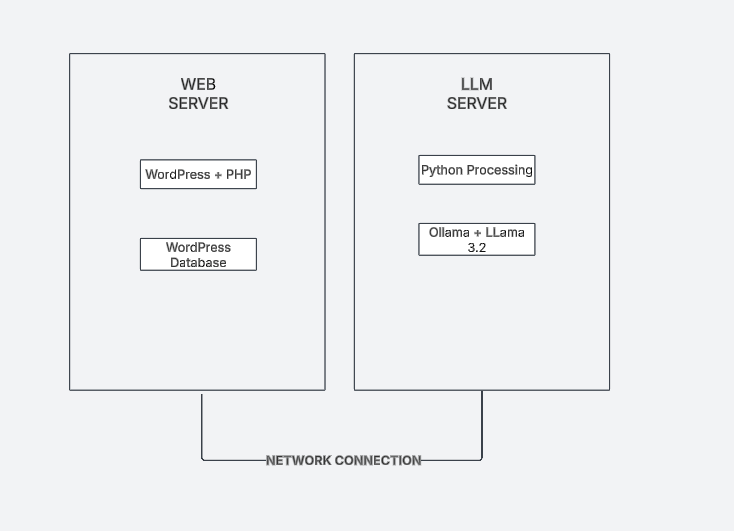 WEB
SERVER
WordPress + PHP
WordPress
Database
LLM
SERVER
Python Processing
Ollama + LLama
3.2
NETWORK CONNECTION